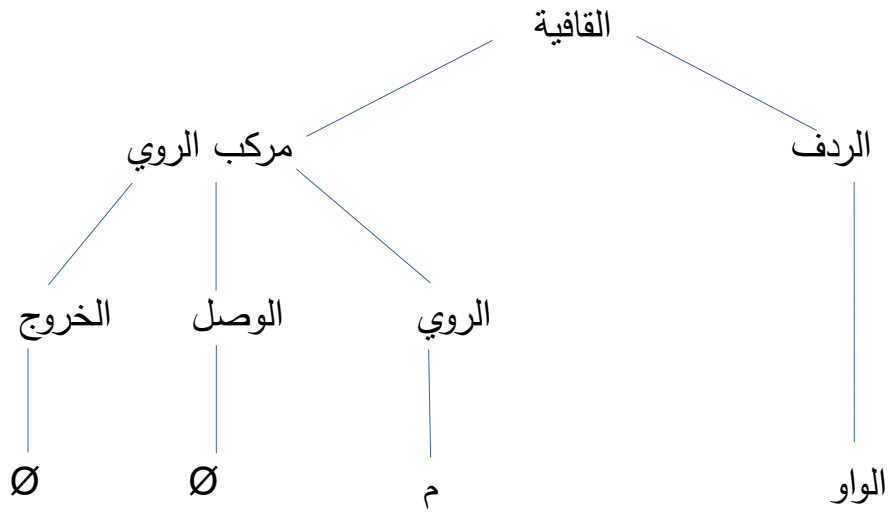 القافية
الردف مركب الروي
الروي الوصل الخروج
الواو م Ø Ø